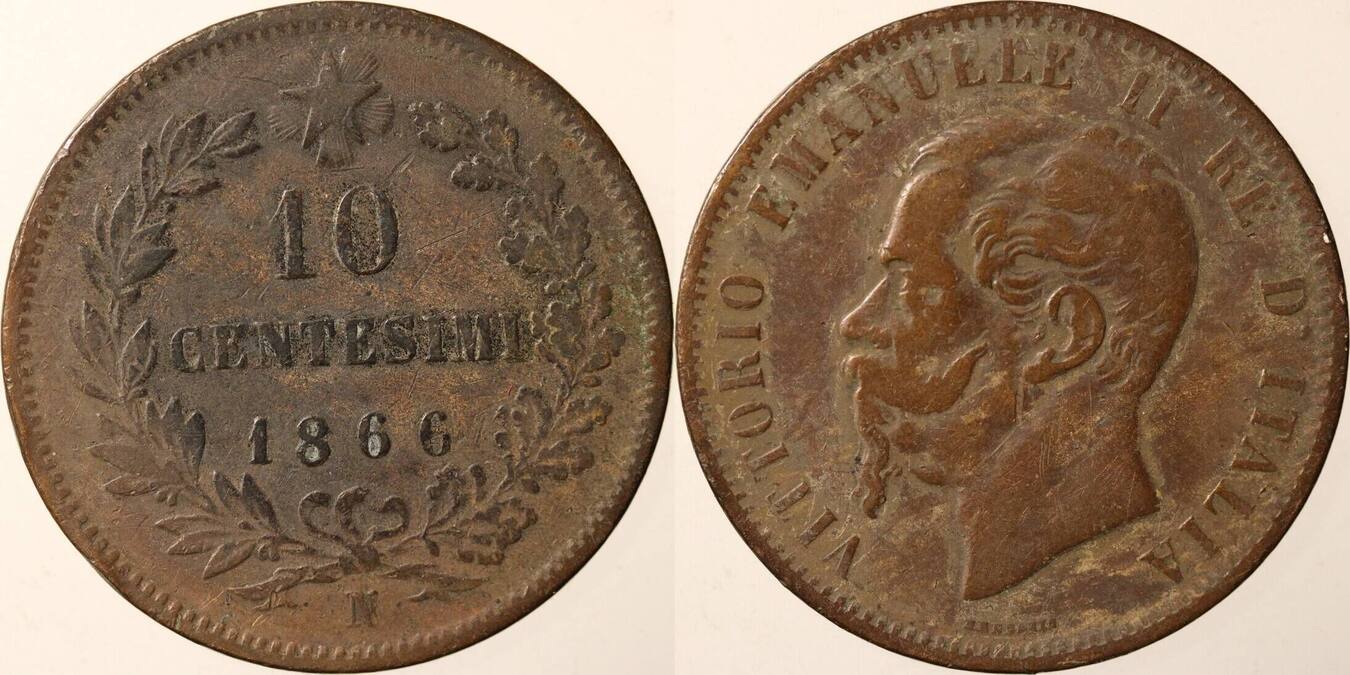 10
CENTESIMI
1866
N
VITTORIO EMANUELE II RE D'ITALIA